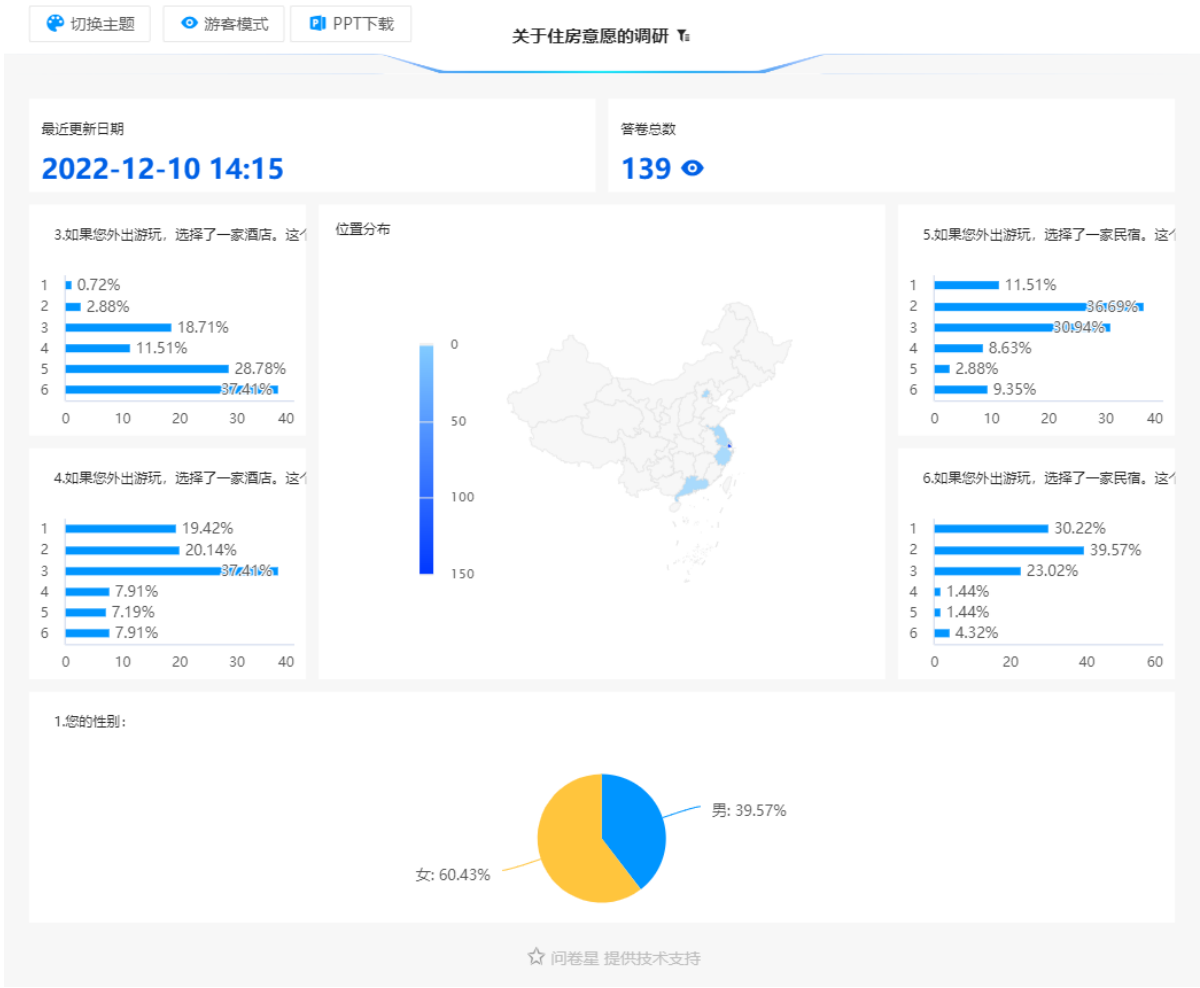 切换主题
游客模式
PPT下载
关于住房意愿的调研
最近更新日期
2022-12-10 14:15
答卷总数
139
3.如果您外出游玩，选择了一家酒店。这个
1 0.72%
2 2.88%
3 18.71%
4 11.51%
5 28.78%
6 37.41%
0 10 20 30 40
4.如果您外出游玩，选择了一家酒店。这个
1 19.42%
2 20.14%
3 37.41%
4 7.91%
5 7.19%
6 7.91%
0 10 20 30 40
位置分布
0
50
100
150
5.如果您外出游玩，选择了一家民宿。这个
1 11.51%
2 36.69%
3 30.94%
4 8.63%
5 2.88%
6 9.35%
0 10 20 30 40
6.如果您外出游玩，选择了一家民宿。这个
1 30.22%
2 39.57%
3 23.02%
4 1.44%
5 1.44%
6 4.32%
0 20 40 60
1.您的性别：
男: 39.57%
女: 60.43%
问卷星 提供技术支持